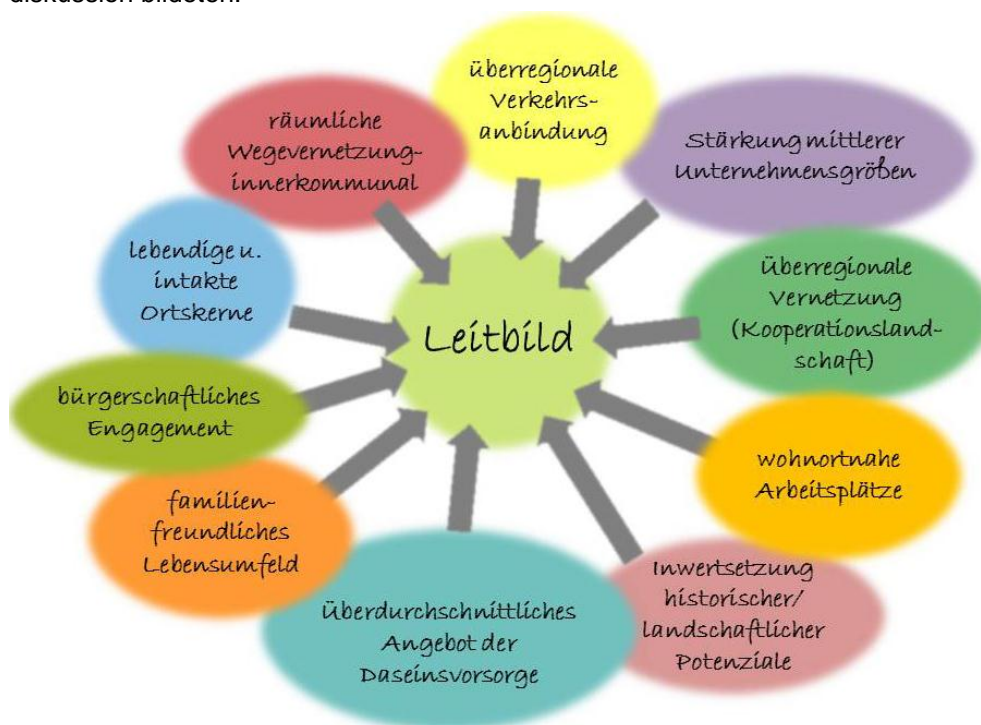 diskussion bildeten.
überregionale
Verkehrs-
anbindung
Stärkung mittlerer
Unternehmensgrößen
Überregionale
Vernetzung
(Kooperationsland-
schaft)
wohnortnahe
Arbeitsplätze
Inwertsetzung
historischer/
landschaftlicher
Potenziale
Überdurchschnittliches
Angebot der
Daseinsvorsorge
familien-
freundliches
Lebensumfeld
bürgerschaftliches
Engagement
lebendige u.
intakte
Ortskerne
räumliche
Wegevernetzung-
innerkommunal
Leitbild